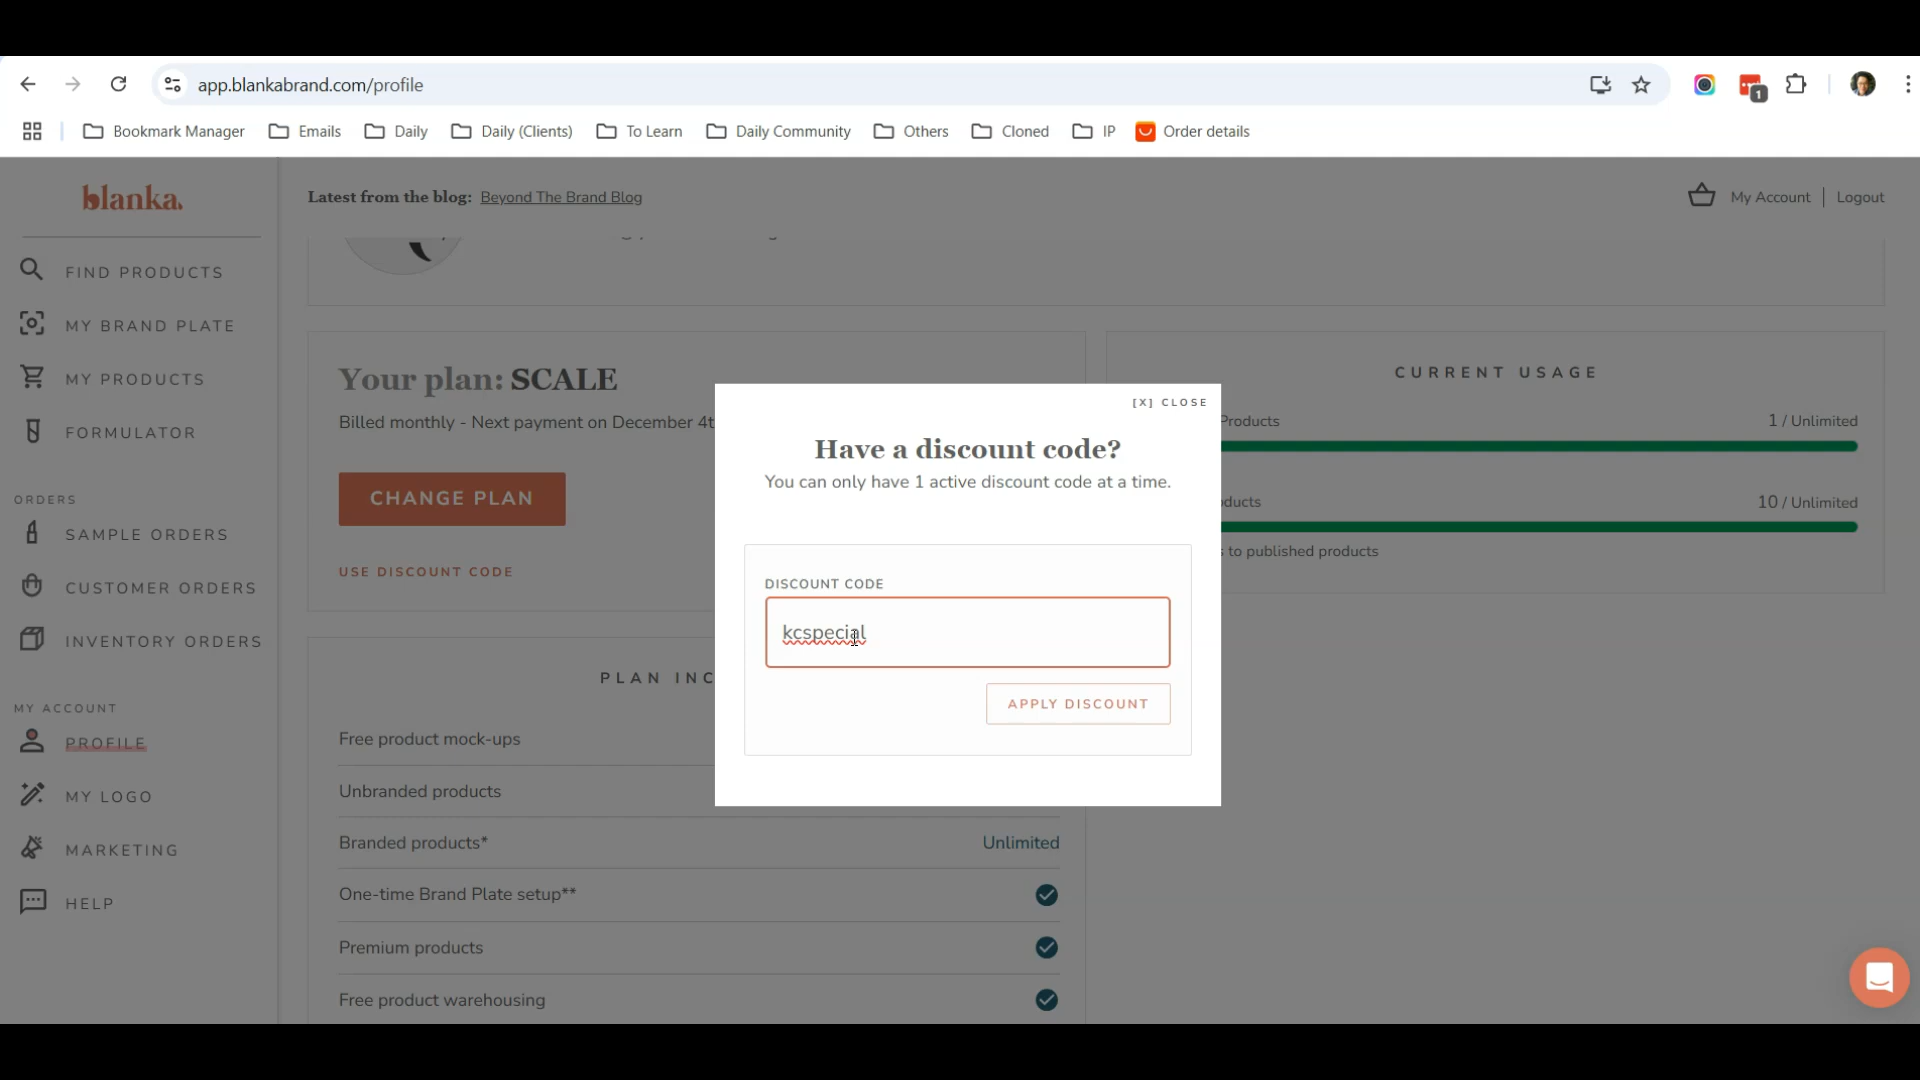 app.blankabrand.com/profile
1
Bookmark Manager
Emails
Daily
Daily (Clients)
To Learn
Daily Community
Others
Cloned
IP
Order details
blanka.
Latest from the blog: Beyond The Brand Blog
My Account
Logout
FIND PRODUCTS
MY BRAND PLATE
MY PRODUCTS
FORMULATOR
ORDERS
SAMPLE ORDERS
CUSTOMER ORDERS
INVENTORY ORDERS
MY ACCOUNT
PROFILE
MY LOGO
MARKETING
HELP
Your plan: SCALE
Billed monthly - Next payment on December 4t
CHANGE PLAN
USE DISCOUNT CODE
CURRENT USAGE
Products
1 / Unlimited
10 / Unlimited
s to published products
[X] CLOSE
Have a discount code?
You can only have 1 active discount code at a time.
DISCOUNT CODE
kcspecial
APPLY DISCOUNT
PLAN INC
Free product mock-ups
Unbranded products
Branded products*
Unlimited
One-time Brand Plate setup**
Premium products
Free product warehousing